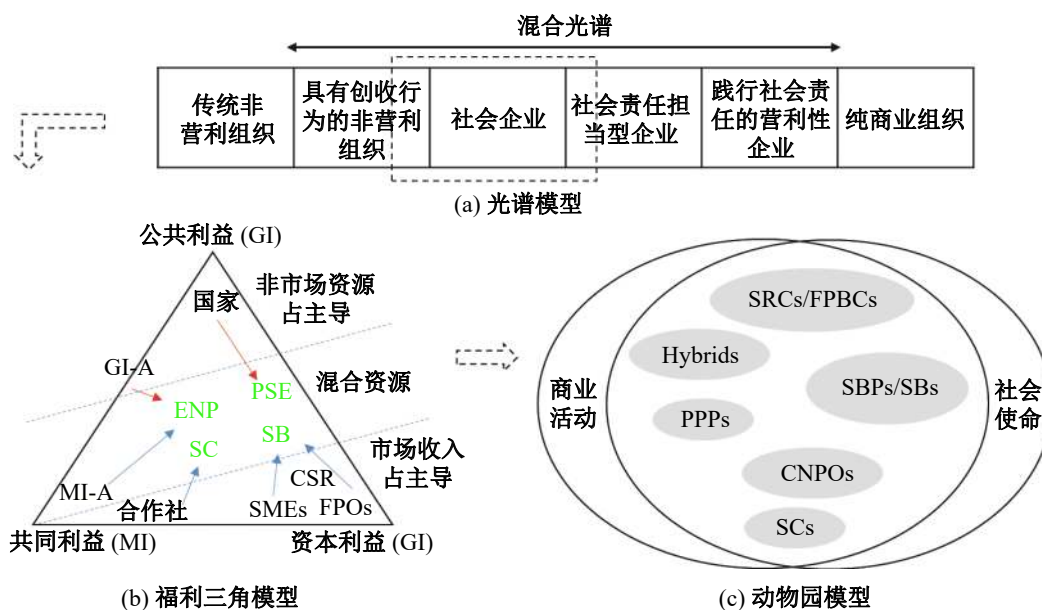 混合光谱
传统非
营利组织
具有创收行
为的非营利
组织
社会企业
社会责任担
当型企业
践行社会责
任的营利性
企业
纯商业组织
(a) 光谱模型
公共利益 (GI)
国家
非市场资源
占主导
GI-A
PSE
混合资源
ENP
SC
SB
市场收入
占主导
MI-A
合作社
CSR
SMEs
FPOs
共同利益 (MI)
资本利益 (GI)
(b) 福利三角模型
SRCs/FPBCs
Hybrids
SBPs/SBs
商业
活动
社会
使命
PPPs
CNPOs
SCs
(c) 动物园模型